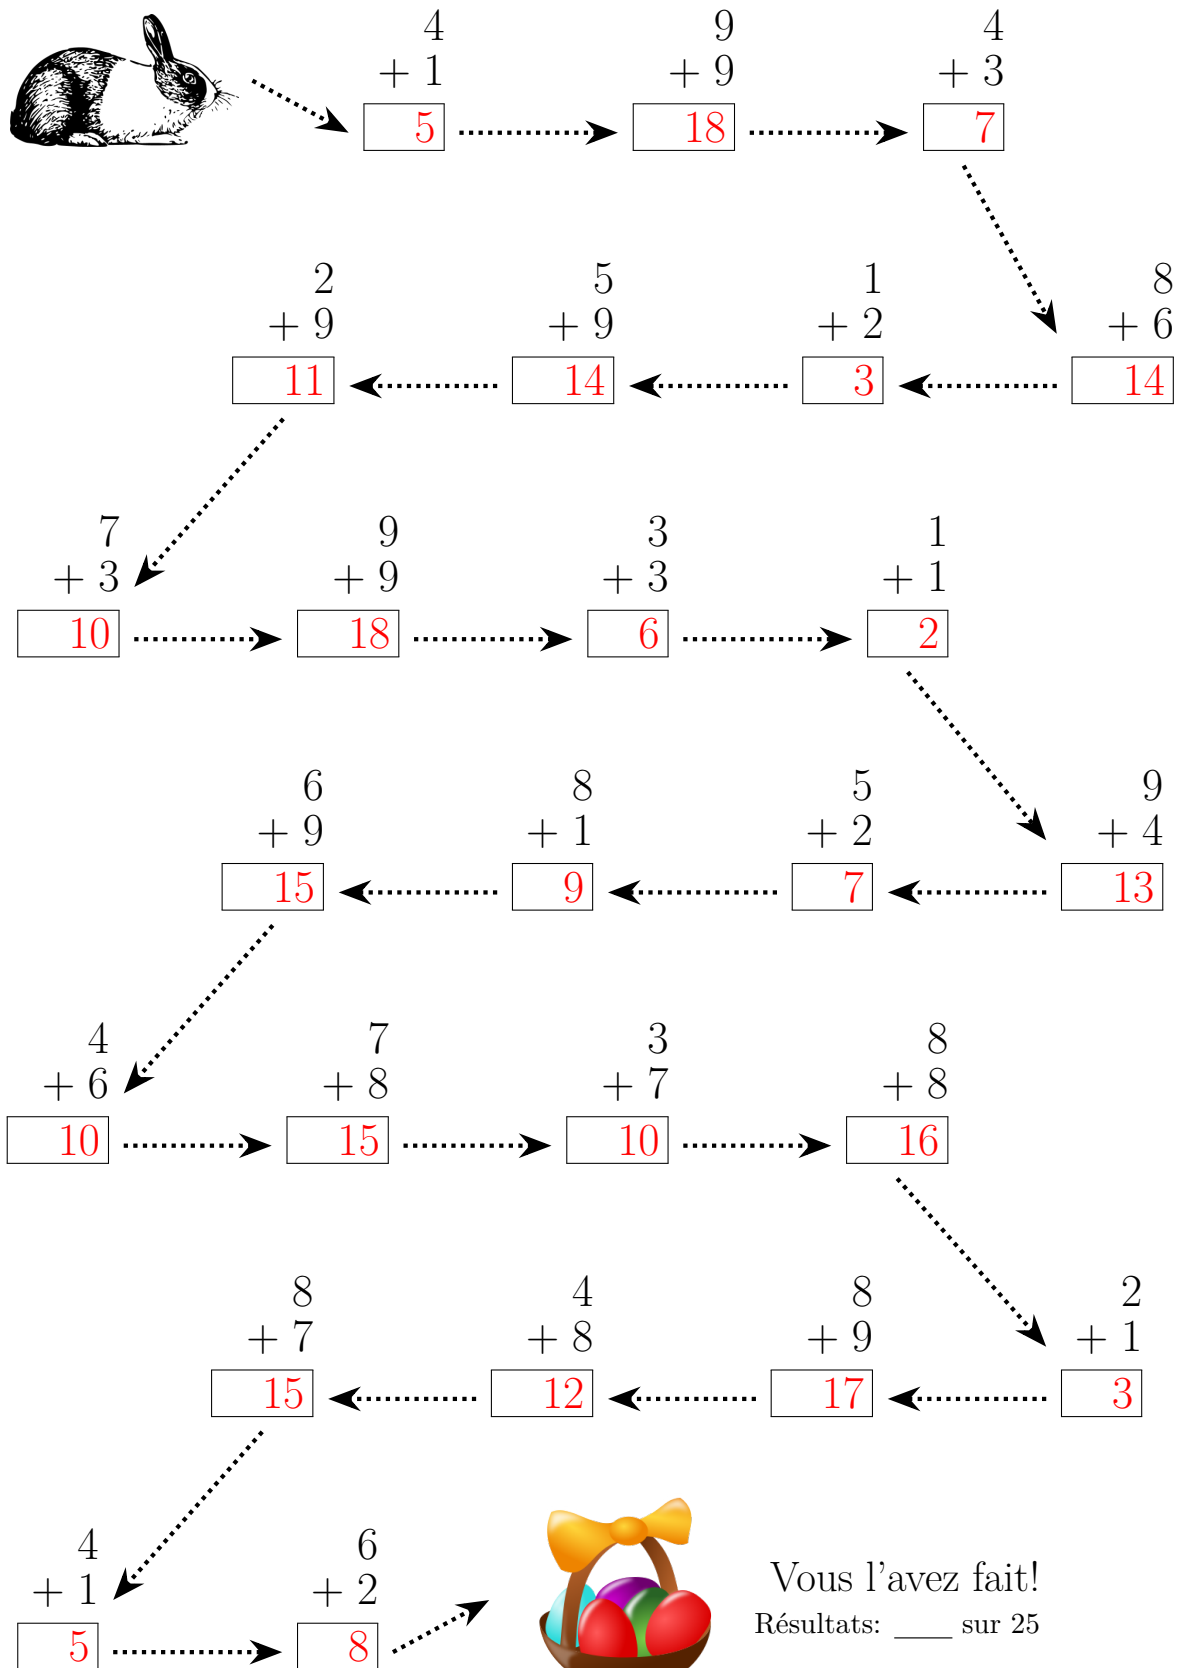 4 9 4
+ 1 + 9 + 3
5 18 7
2 5 1 8
+ 9 + 9 + 2 + 6
11 14 3 14
7 9 3 1
+ 3 + 9 + 3 + 1
10 18 6 2
6 8 5 9
+ 9 + 1 + 2 + 4
15 9 7 13
4 7 3 8
+ 6 + 8 + 7 + 8
10 15 10 16
8 4 8 2
+ 7 + 8 + 9 + 1
15 12 17 3
4 6
+ 1 + 2
5 8
Vous l'avez fait!
Résultats: ____ sur 25